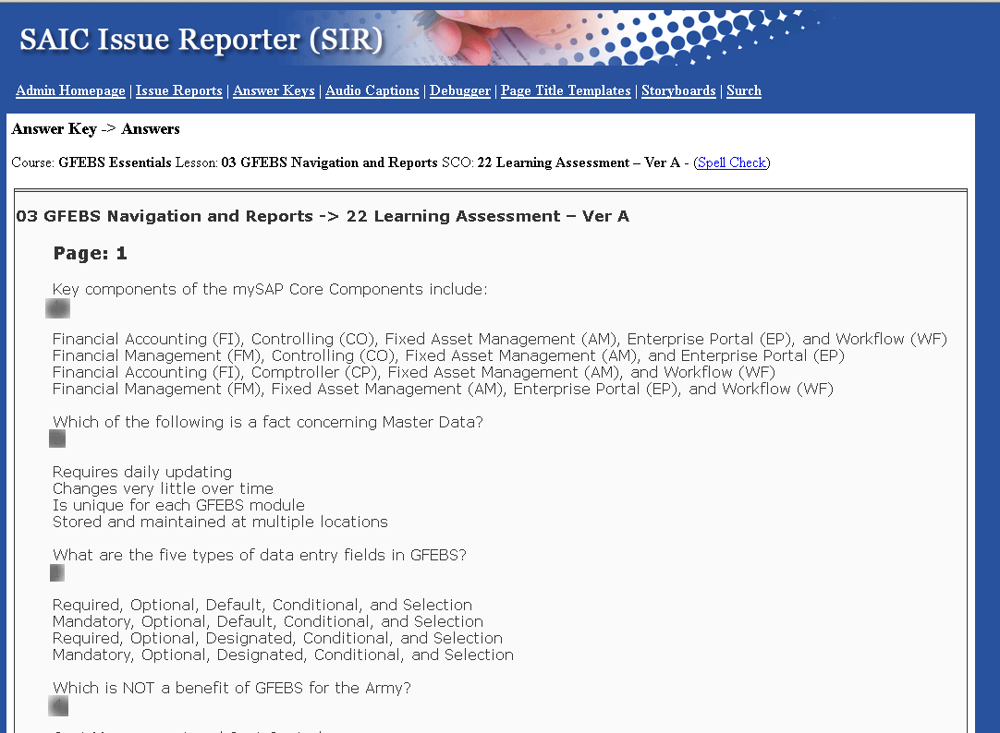 SAIC Issue Reporter (SIR)
Admin Homepage | Issue Reports | Answer Keys | Audio Captions | Debugger | Page Title Templates | Storyboards | Surch
Answer Key -> Answers
Course: GFEBS Essentials Lesson: 03 GFEBS Navigation and Reports SCO: 22 Learning Assessment – Ver A - (Spell Check)
03 GFEBS Navigation and Reports -> 22 Learning Assessment – Ver A
Page: 1
Key components of the mySAP Core Components include:
Financial Accounting (FI), Controlling (CO), Fixed Asset Management (AM), Enterprise Portal (EP), and Workflow (WF)
Financial Management (FM), Controlling (CO), Fixed Asset Management (AM), and Enterprise Portal (EP)
Financial Accounting (FI), Comptroller (CP), Fixed Asset Management (AM), and Workflow (WF)
Financial Management (FM), Fixed Asset Management (AM), Enterprise Portal (EP), and Workflow (WF)
Which of the following is a fact concerning Master Data?
Requires daily updating
Changes very little over time
Is unique for each GFEBS module
Stored and maintained at multiple locations
What are the five types of data entry fields in GFEBS?
Required, Optional, Default, Conditional, and Selection
Mandatory, Optional, Default, Conditional, and Selection
Required, Optional, Designated, Conditional, and Selection
Mandatory, Optional, Designated, Conditional, and Selection
Which is NOT a benefit of GFEBS for the Army?